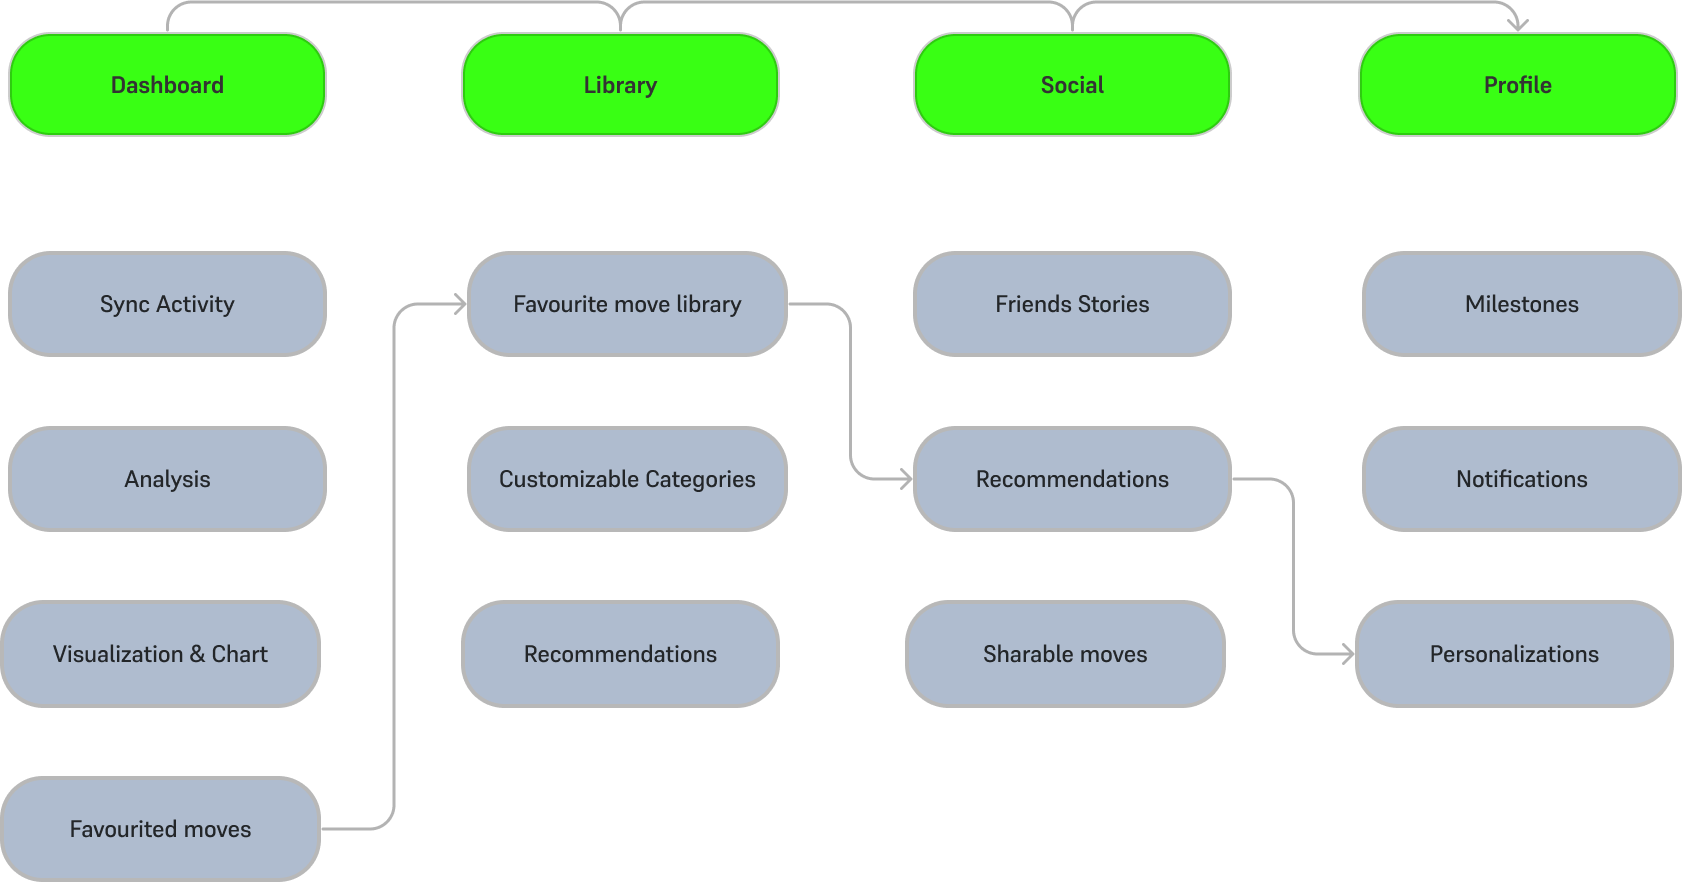 Dashboard
Library
Social
Profile
Sync Activity
Favourite move library
Friends Stories
Milestones
Analysis
Customizable Categories
Recommendations
Notifications
Visualization & Chart
Recommendations
Sharable moves
Personalizations
Favourited moves